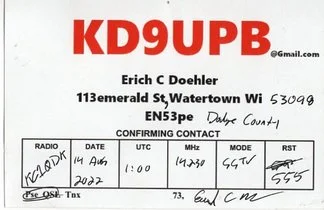 KD9UPB
@Gmail.com
Erich C Doehler
113emerald St, Watertown Wi 53098
EN53pe Dodge County
CONFIRMING CONTACT
RADIO DATE UTC MHz MODE RST
KC2QDK 14 AUG 2022 1:00 14.230 SSTV 555
Pse QSL Tnx 73,